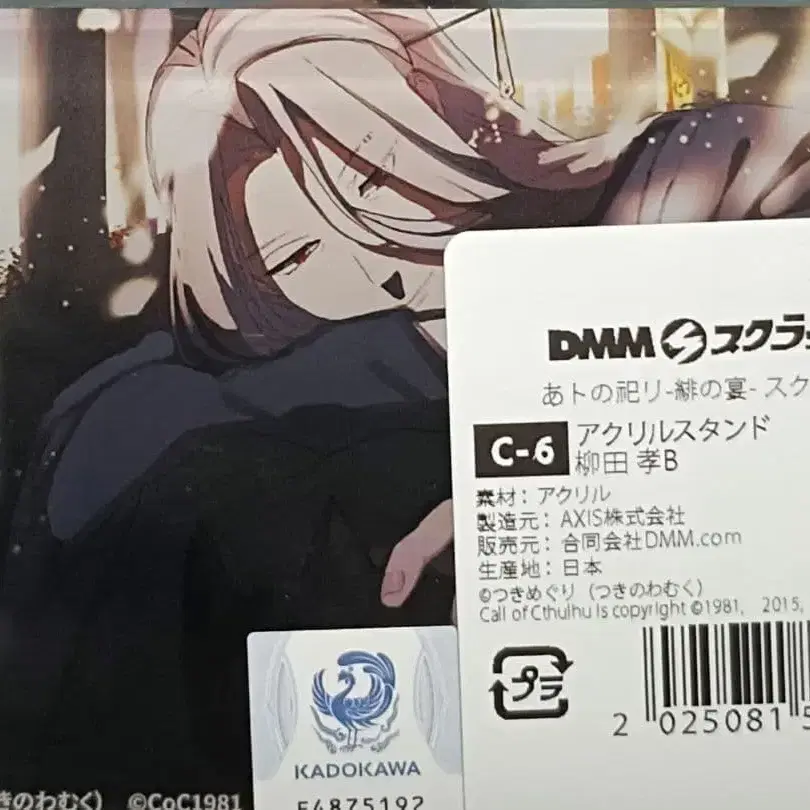 DMM スクラ
あトの祀リ-緋の宴- スク
C-6
アクリルスタンド
柳田 孝B
素材：アクリル
製造元：AXIS株式会社
販売元：合同会社DMM.com
生産地：日本
©つきめぐり（つきのわむく）
Call of Cthulhu is copyright ©1981, 2015,
プラ
2 025081 5
KADOKAWA
F4875192
きのわむく） ©CoC1981